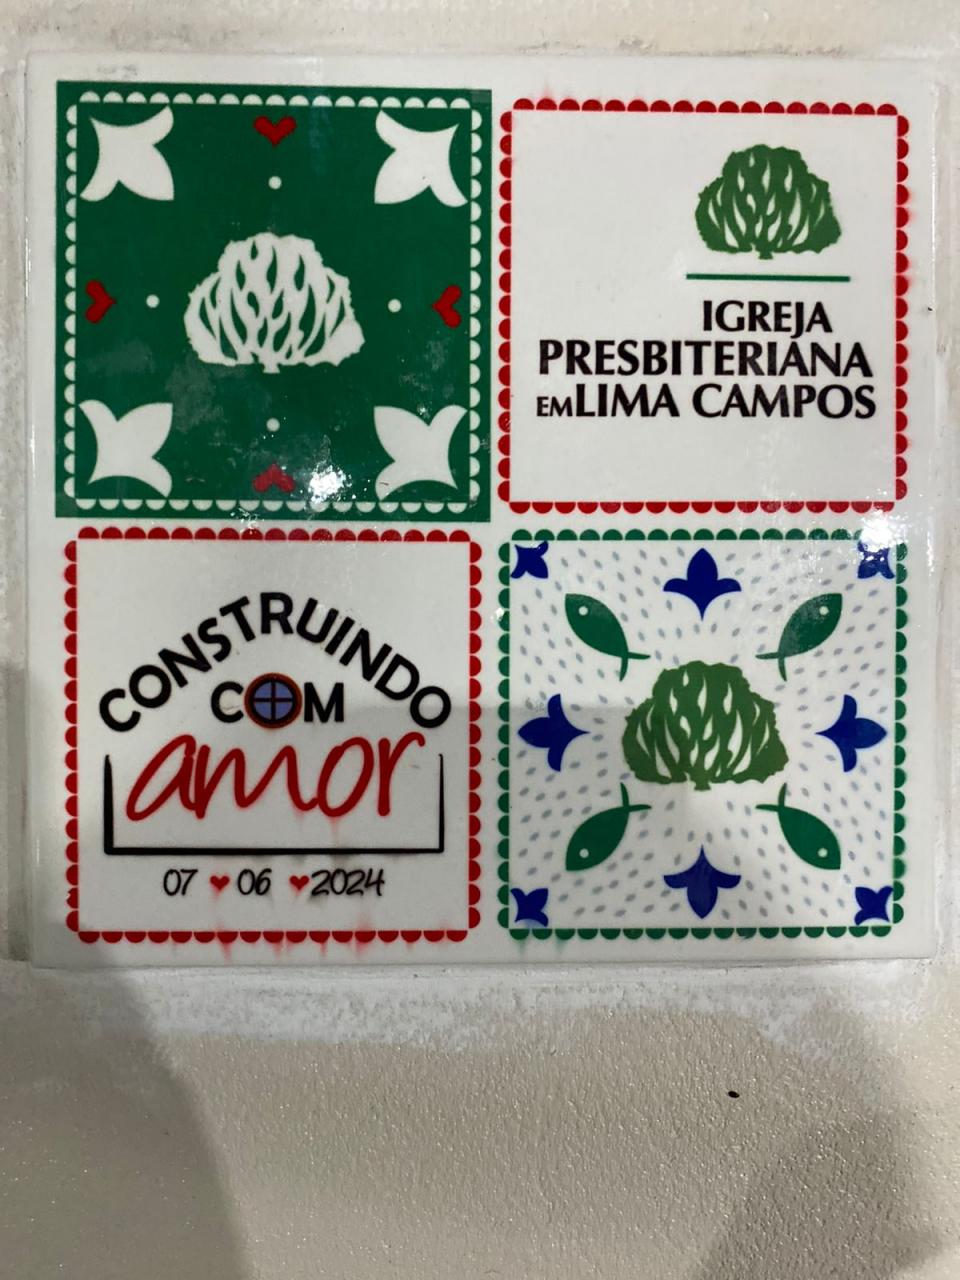 IGREJA
PRESBITERIANA
EM LIMA CAMPOS
CONSTRUINDO
COM
amor
07 ♥ 06 ♥ 2024